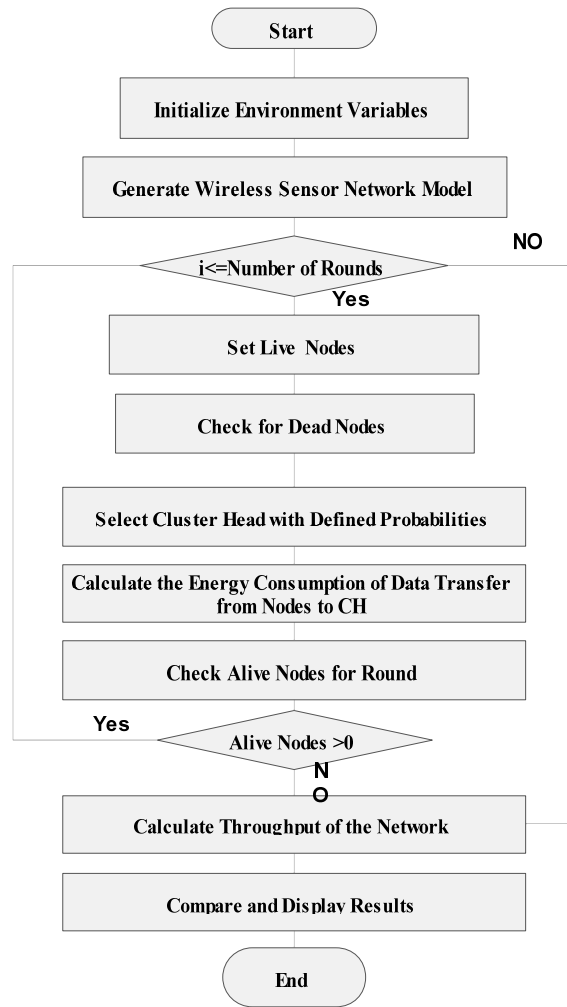 Start
Initialize Environment Variables
Generate Wireless Sensor Network Model
NO
i<=Number of Rounds
Yes
Set Live Nodes
Check for Dead Nodes
Select Cluster Head with Defined Probabilities
Calculate the Energy Consumption of Data Transfer
from Nodes to CH
Check Alive Nodes for Round
Yes
Alive Nodes >0
N
O
Calculate Throughput of the Network
Compare and Display Results
End